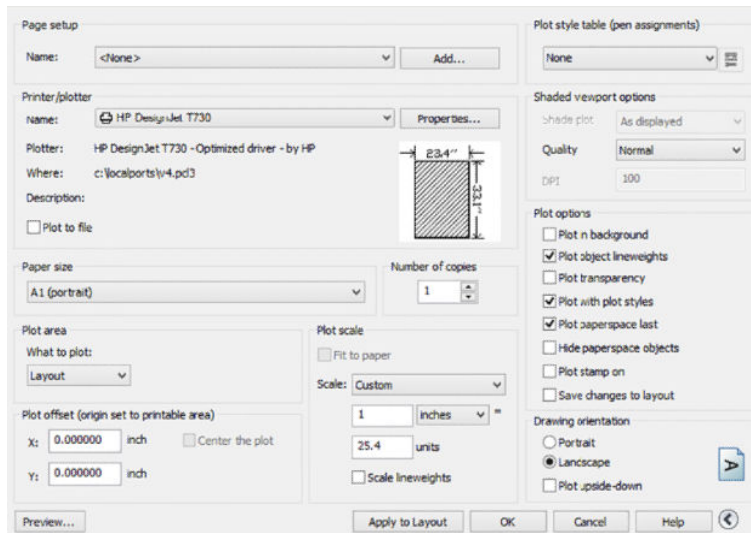 Page setup
Name: <None> Add...
Printer/plotter
Name: HP DesignJet T730 Properties...
Plotter: HP DesignJet T730 - Optimized driver - by HP
Where: c:\localports\v4.pcl3
Description:
Plot to file
23.4''
33.1''
Paper size
A1 (portrait)
Number of copies
1
Plot area
What to plot:
Layout
Plot offset (origin set to printable area)
X: 0.000000 inch Center the plot
Y: 0.000000 inch
Plot scale
Fit to paper
Scale: Custom
1 inches =
25.4 units
Scale lineweights
Plot style table (pen assignments)
None
Shaded viewport options
Shade plot As displayed
Quality Normal
DPI 100
Plot options
Plot in background
Plot object lineweights
Plot transparency
Plot with plot styles
Plot paperspace last
Hide paperspace objects
Plot stamp on
Save changes to layout
Drawing orientation
Portrait
Landscape
Plot upside-down
A
Preview... Apply to Layout OK Cancel Help